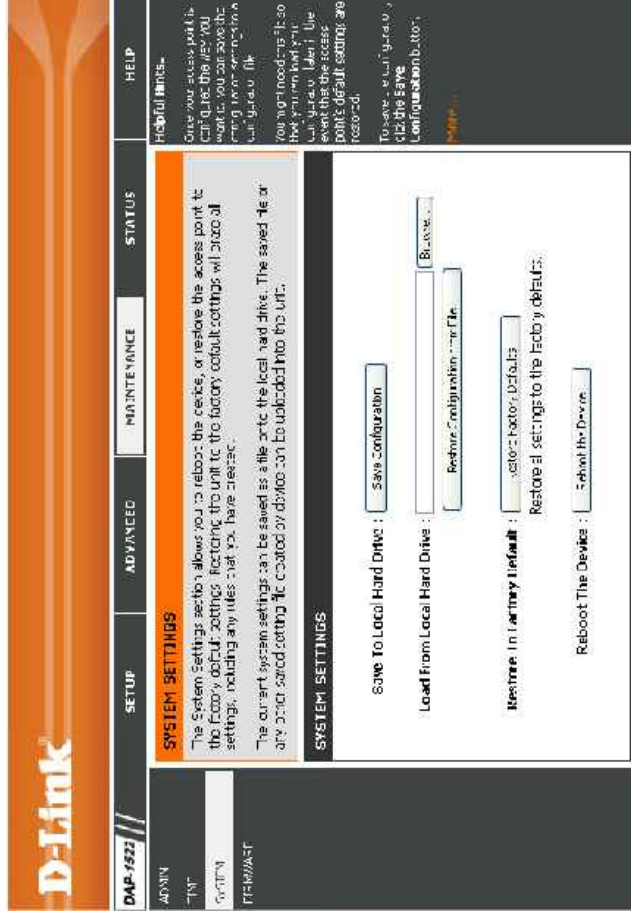 D-Link
DAP-1522
SETUP
ADVANCED
MAINTENANCE
STATUS
HELP
ADMIN
TIME
SYSTEM
FIRMWARE
SYSTEM SETTINGS
The System Settings section allows you to reboot the device, or restore the access point to
the factory default settings. Restoring the unit to the factory default settings will erase all
settings, including any rules that you have created.
The current system settings can be saved as a file onto the local hard drive. The saved file or
any other saved setting file created by device can be uploaded into the unit.
SYSTEM SETTINGS
Save To Local Hard Drive : Save Configuration
Load From Local Hard Drive : Browse...
Restore Configuration from File
Restore To Factory Default : Restore Factory Defaults
Restore all settings to the factory defaults.
Reboot The Device : Reboot the Device
Helpful Hints..
Once your access point is
configured the way you
want it, you can save the
configuration settings to a
configuration file.
You might need this file so
that you can load your
configuration later in the
event that the access
point's default settings are
restored.
To save the configuration,
click the Save
Configuration button.
More...